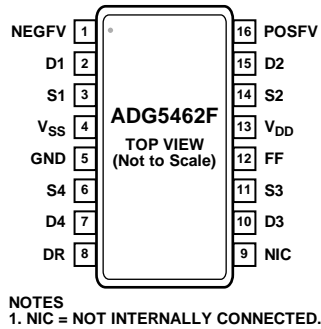 NEGFV 1 16 POSFV
D1 2 15 D2
S1 3 14 S2
VSS 4 13 VDD
GND 5 12 FF
S4 6 11 S3
D4 7 10 D3
DR 8 9 NIC
ADG5462F
TOP VIEW
(Not to Scale)
NOTES
1. NIC = NOT INTERNALLY CONNECTED.